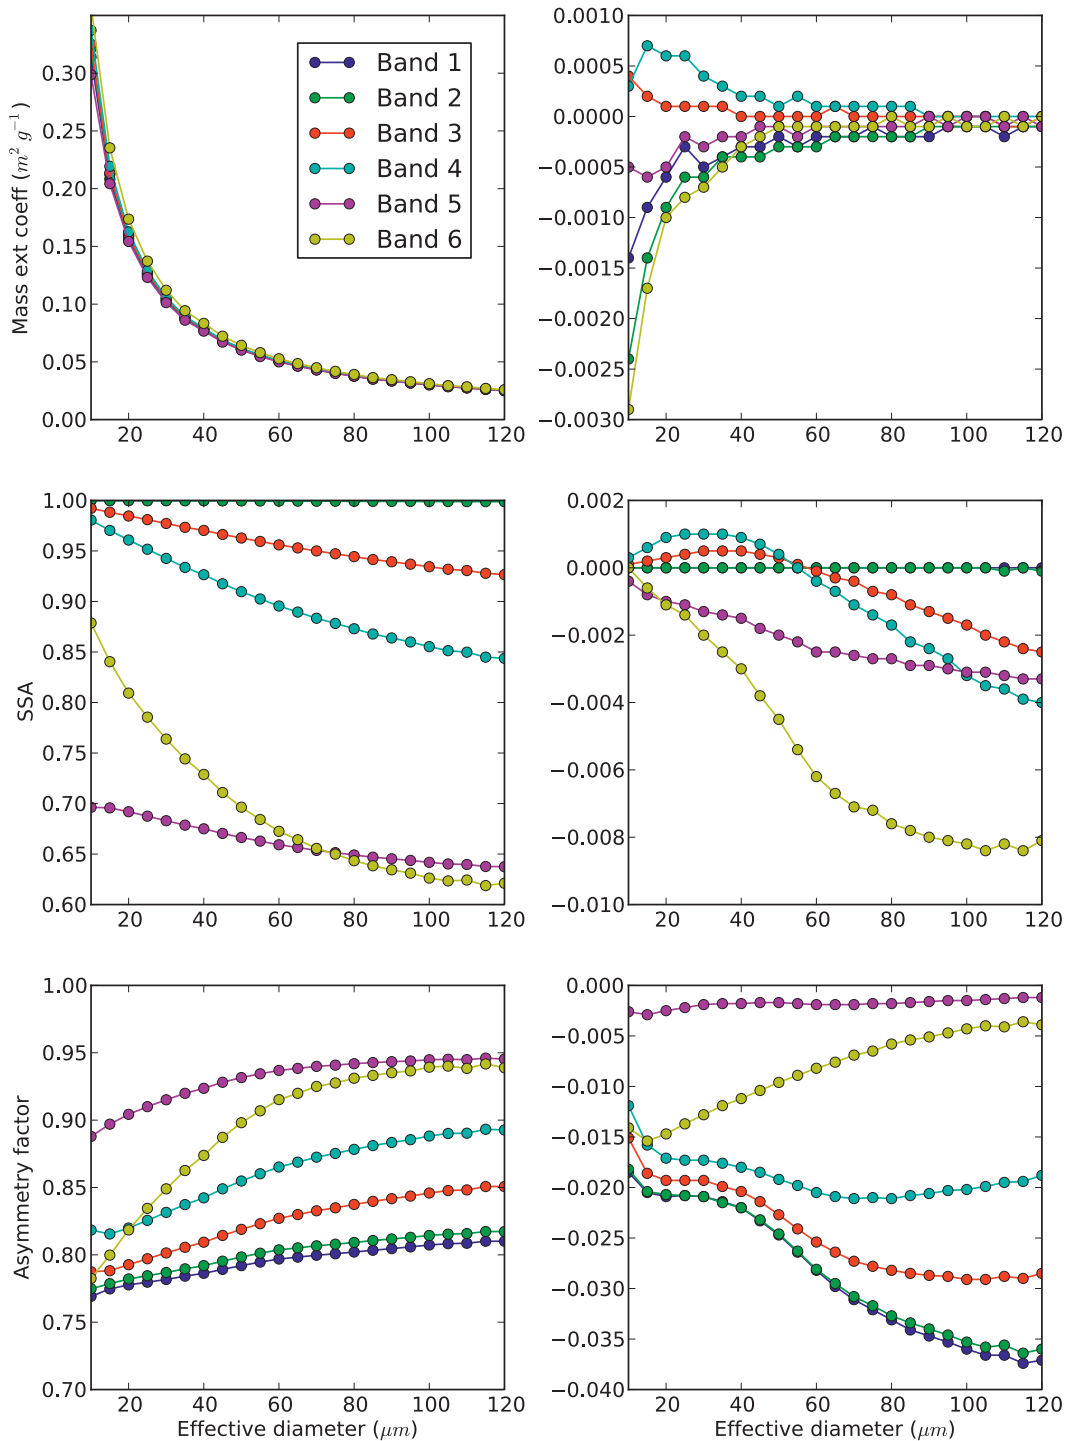 0.30
0.25
0.20
0.15
0.10
0.05
0.00
Mass ext coeff (m² g⁻¹)
Band 1
Band 2
Band 3
Band 4
Band 5
Band 6
20 40 60 80 100 120
0.0010
0.0005
0.0000
−0.0005
−0.0010
−0.0015
−0.0020
−0.0025
−0.0030
20 40 60 80 100 120
1.00
0.95
0.90
0.85
0.80
0.75
0.70
0.65
0.60
SSA
20 40 60 80 100 120
0.002
0.000
−0.002
−0.004
−0.006
−0.008
−0.010
20 40 60 80 100 120
1.00
0.95
0.90
0.85
0.80
0.75
0.70
Asymmetry factor
20 40 60 80 100 120
Effective diameter (μm)
0.000
−0.005
−0.010
−0.015
−0.020
−0.025
−0.030
−0.035
−0.040
20 40 60 80 100 120
Effective diameter (μm)